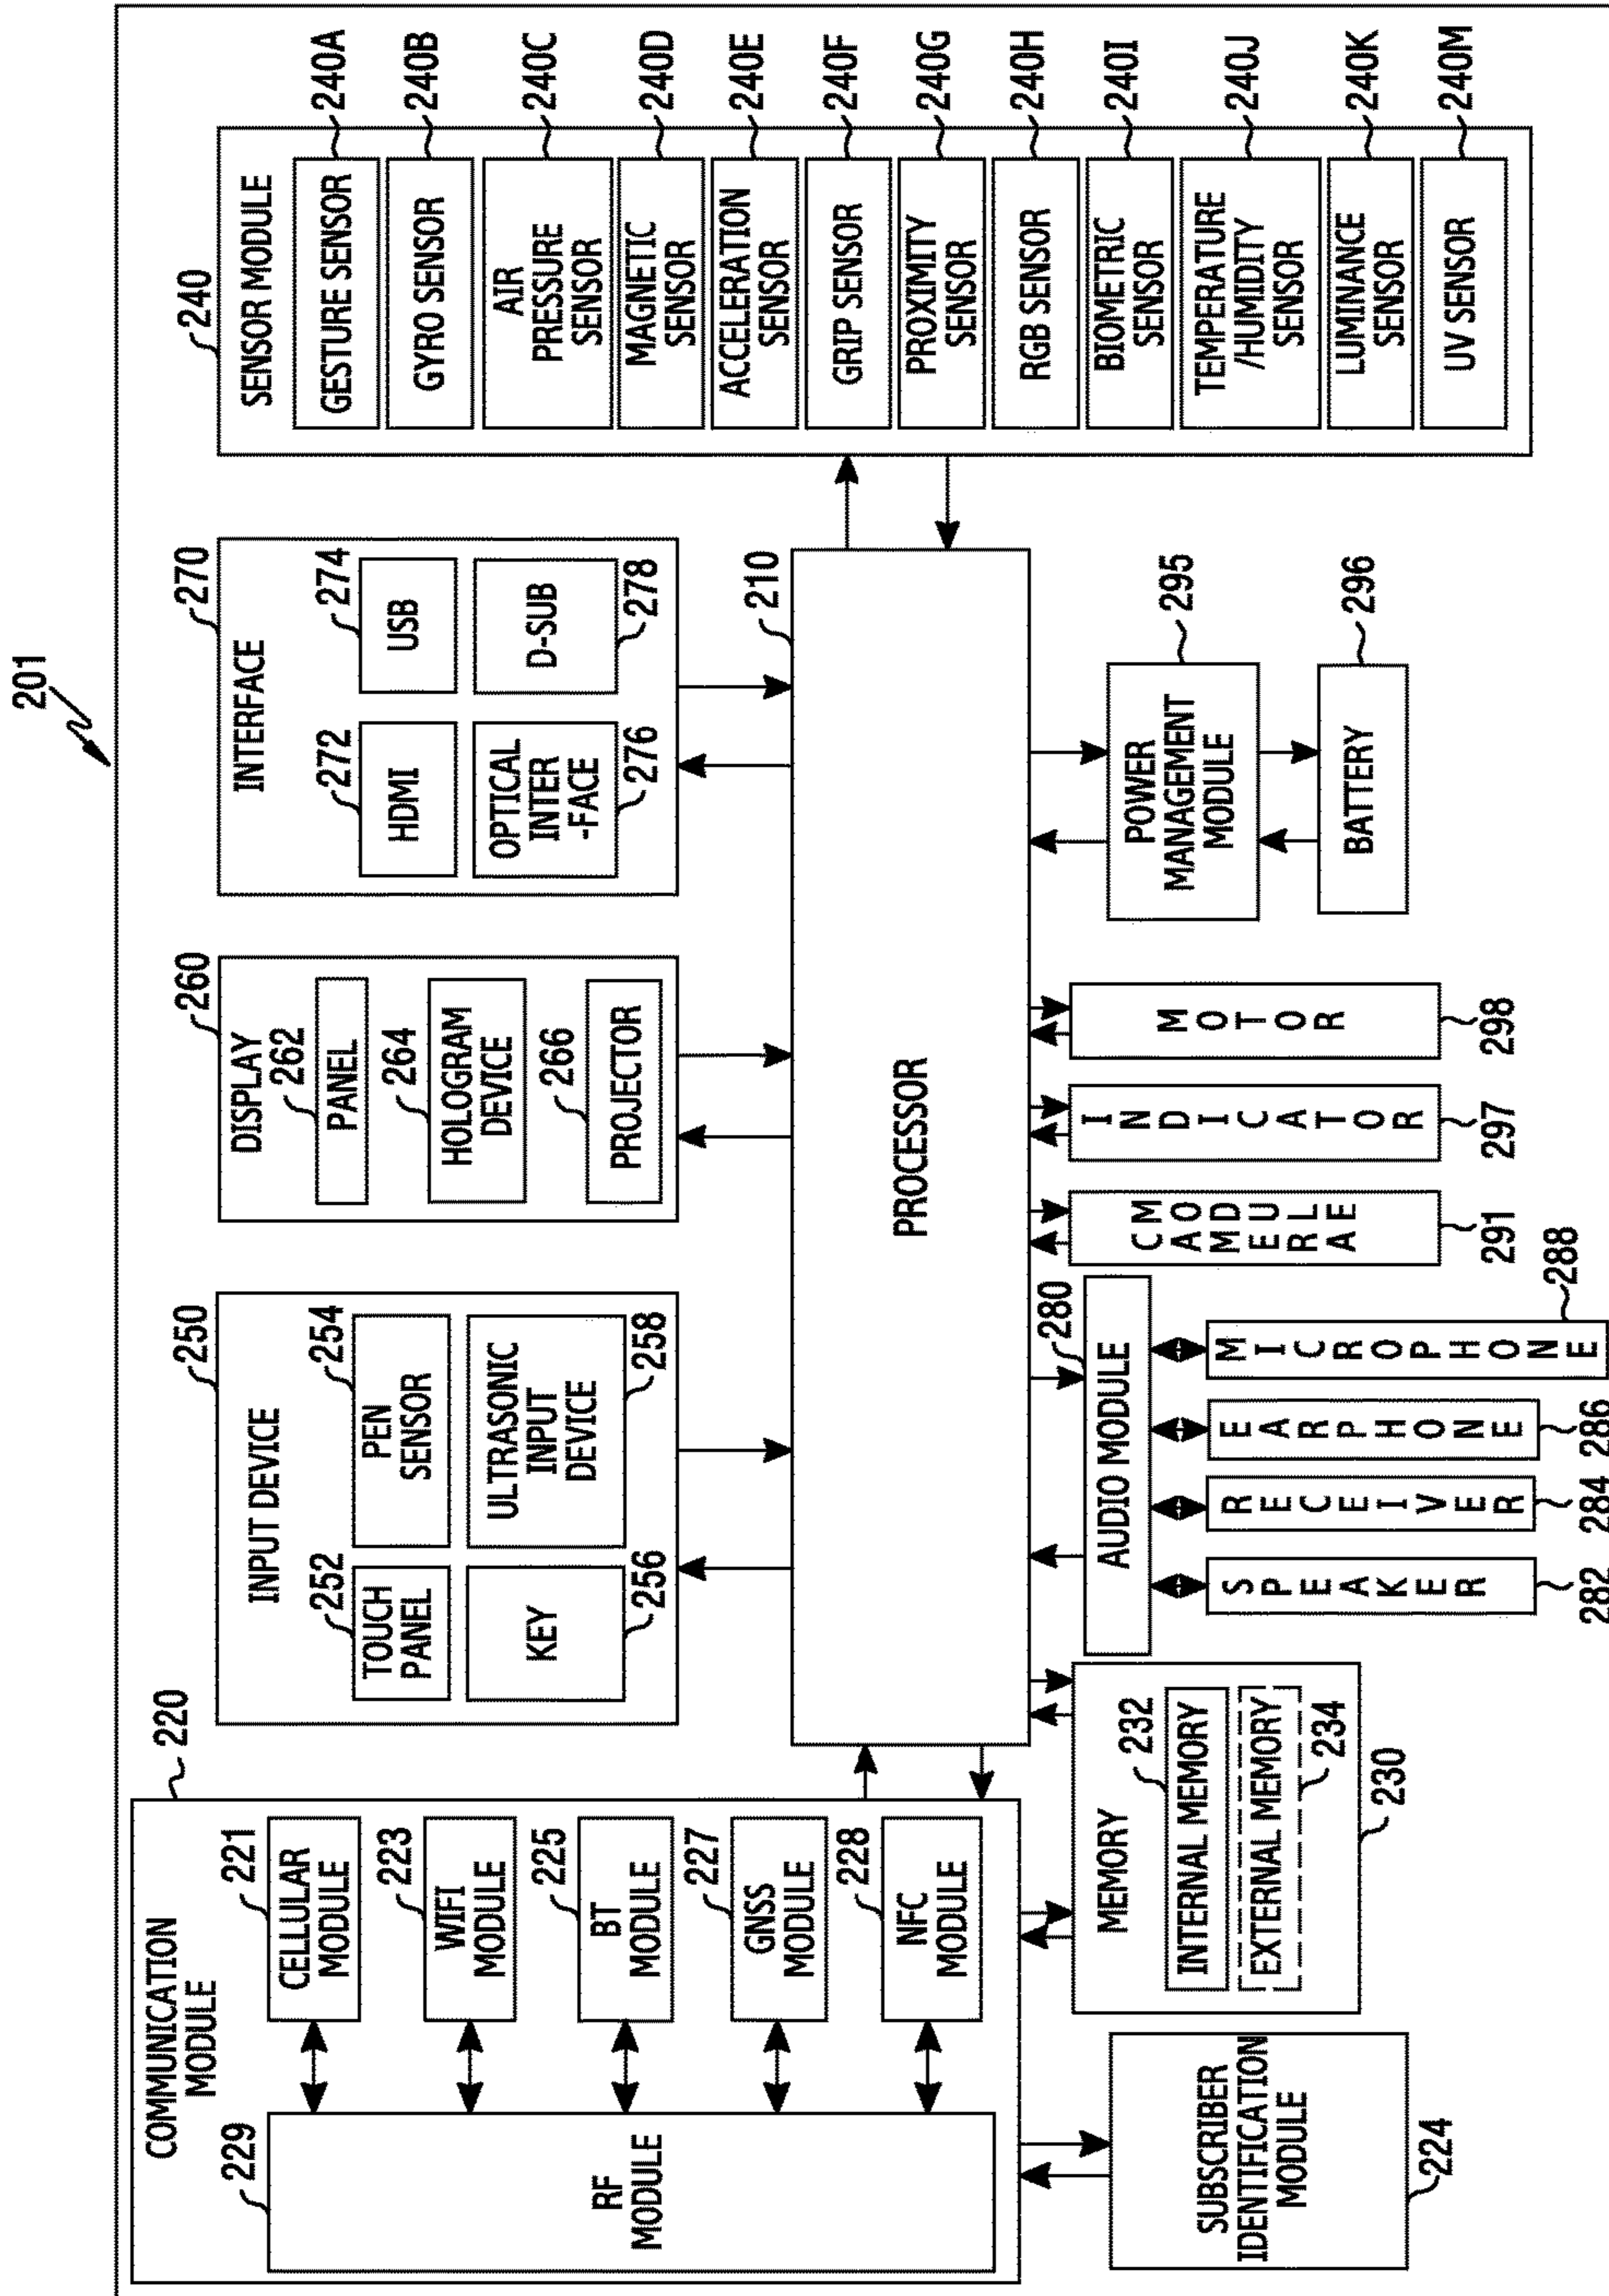 201
COMMUNICATION
MODULE
220
229
RF
MODULE
221
CELLULAR
MODULE
223
WIFI
MODULE
225
BT
MODULE
227
GNSS
MODULE
228
NFC
MODULE
INPUT DEVICE
250
252
TOUCH
PANEL
254
PEN
SENSOR
KEY
256
ULTRASONIC
INPUT
DEVICE
258
DISPLAY
260
262
PANEL
264
HOLOGRAM
DEVICE
266
PROJECTOR
INTERFACE
270
272
HDMI
274
USB
OPTICAL
INTER
-FACE
276
D-SUB
278
240
SENSOR MODULE
GESTURE SENSOR
240A
GYRO SENSOR
240B
AIR
PRESSURE
SENSOR
240C
MAGNETIC
SENSOR
240D
ACCELERATION
SENSOR
240E
GRIP SENSOR
240F
PROXIMITY
SENSOR
240G
RGB SENSOR
240H
BIOMETRIC
SENSOR
240I
TEMPERATURE
/HUMIDITY
SENSOR
240J
LUMINANCE
SENSOR
240K
UV SENSOR
240M
PROCESSOR
210
SUBSCRIBER
IDENTIFICATION
MODULE
224
MEMORY
232
INTERNAL MEMORY
EXTERNAL MEMORY
234
230
AUDIO MODULE
280
SPEAKER
282
RECEIVER
284
EARPHONE
286
MICROPHONE
288
CAMERA
MODULE
291
INDICATOR
297
MOTOR
298
POWER
MANAGEMENT
MODULE
295
BATTERY
296